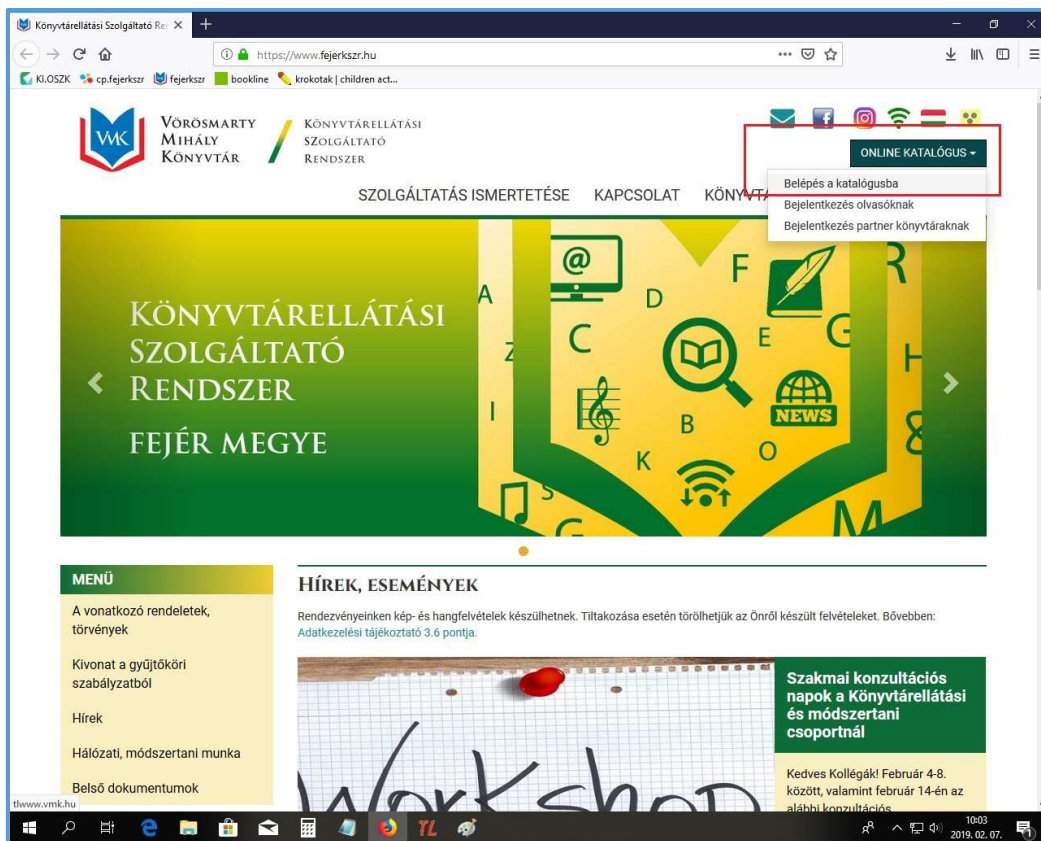 Könyvtárellátási Szolgáltató Re
https://www.fejerkszr.hu
KI.OSZK cp.fejerkszr fejerkszr bookline krokotak | children act...
VMK
VÖRÖSMARTY
MIHÁLY
KÖNYVTÁR
KÖNYVTÁRELLÁTÁSI
SZOLGÁLTATÓ
RENDSZER
ONLINE KATALÓGUS
Belépés a katalógusba
Bejelentkezés olvasóknak
Bejelentkezés partner könyvtáraknak
SZOLGÁLTATÁS ISMERTETÉSE KAPCSOLAT
KÖNYVTÁRELLÁTÁSI
SZOLGÁLTATÓ
RENDSZER
FEJÉR MEGYE
@
A
D
F
R
Z
C
E
G
H
I
B
NEWS
&
K
O
S
G
M
MENÜ
A vonatkozó rendeletek,
törvények
Kivonat a gyűjtőköri
szabályzatból
Hírek
Hálózati, módszertani munka
Belső dokumentumok
HÍREK, ESEMÉNYEK
Rendezvényeinken kép- és hangfelvételek készülhetnek. Tiltakozása esetén törölhetjük az Önről készült felvételeket. Bővebben:
Adatkezelési tájékoztató 3.6 pontja.
Workshop
Szakmai konzultációs
napok a Könyvtárellátási
és módszertani
csoportnál
Kedves Kollégák! Február 4-8.
között, valamint február 14-én az
alábbi konzultációs
tlwww.vmk.hu
TL
10:03
2019. 02. 07.
1